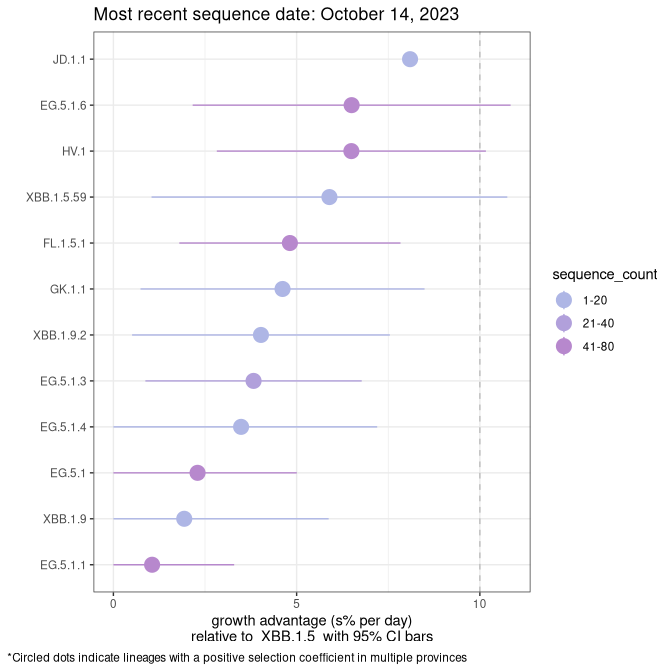 Most recent sequence date: October 14, 2023
JD.1.1
EG.5.1.6
HV.1
XBB.1.5.59
FL.1.5.1
GK.1.1
XBB.1.9.2
EG.5.1.3
EG.5.1.4
EG.5.1
XBB.1.9
EG.5.1.1
0 5 10
growth advantage (s% per day)
relative to XBB.1.5 with 95% CI bars
sequence_count
1-20
21-40
41-80
*Circled dots indicate lineages with a positive selection coefficient in multiple provinces